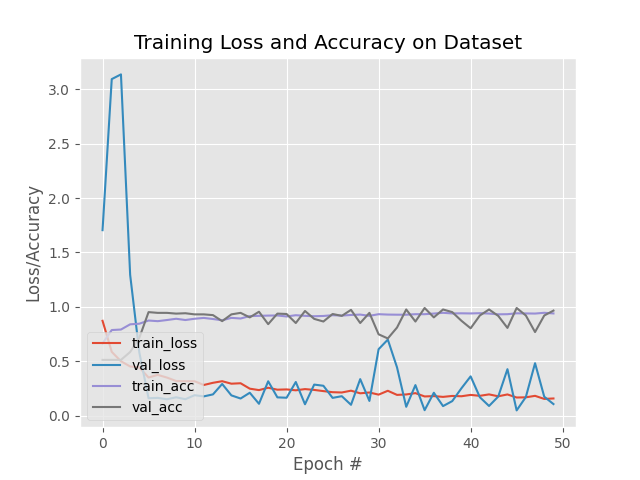 Training Loss and Accuracy on Dataset
Loss/Accuracy
3.0
2.5
2.0
1.5
1.0
0.5
0.0
train_loss
val_loss
train_acc
val_acc
0 10 20 30 40 50
Epoch #